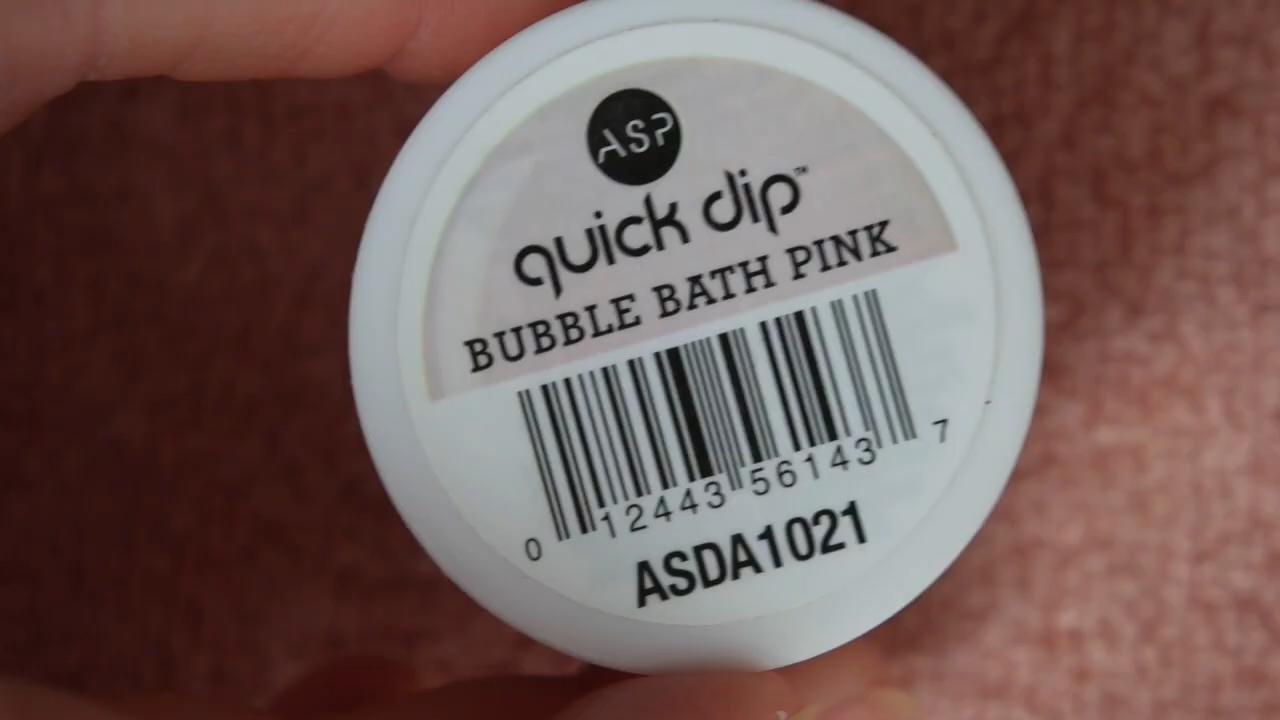 ASP
quick dip™
BUBBLE BATH PINK
0 12443 56143 7
ASDA1021